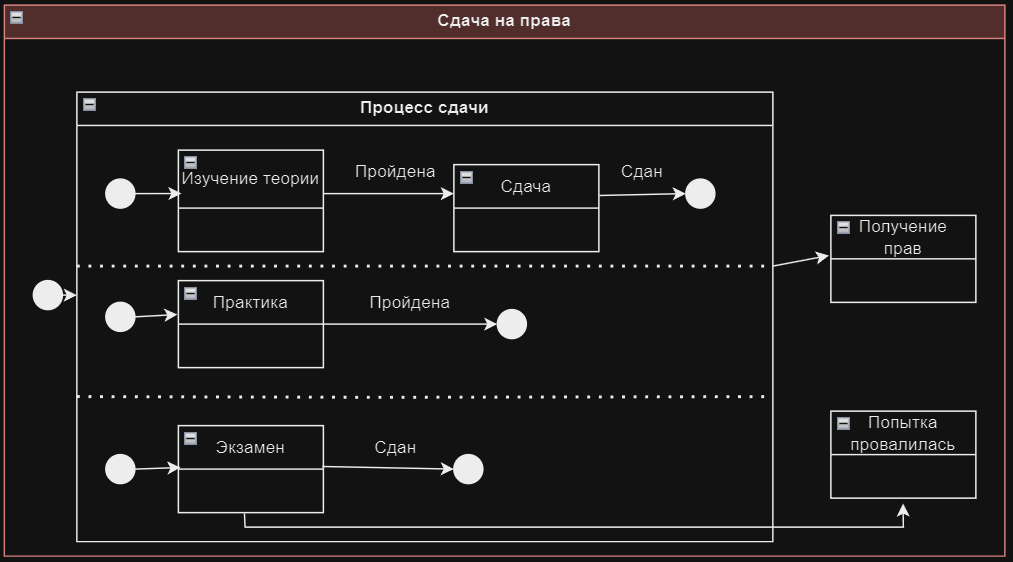 Сдача на права
Процесс сдачи
Изучение теории
Пройдена
Сдача
Сдан
Получение
прав
Практика
Пройдена
Экзамен
Сдан
Попытка
провалилась